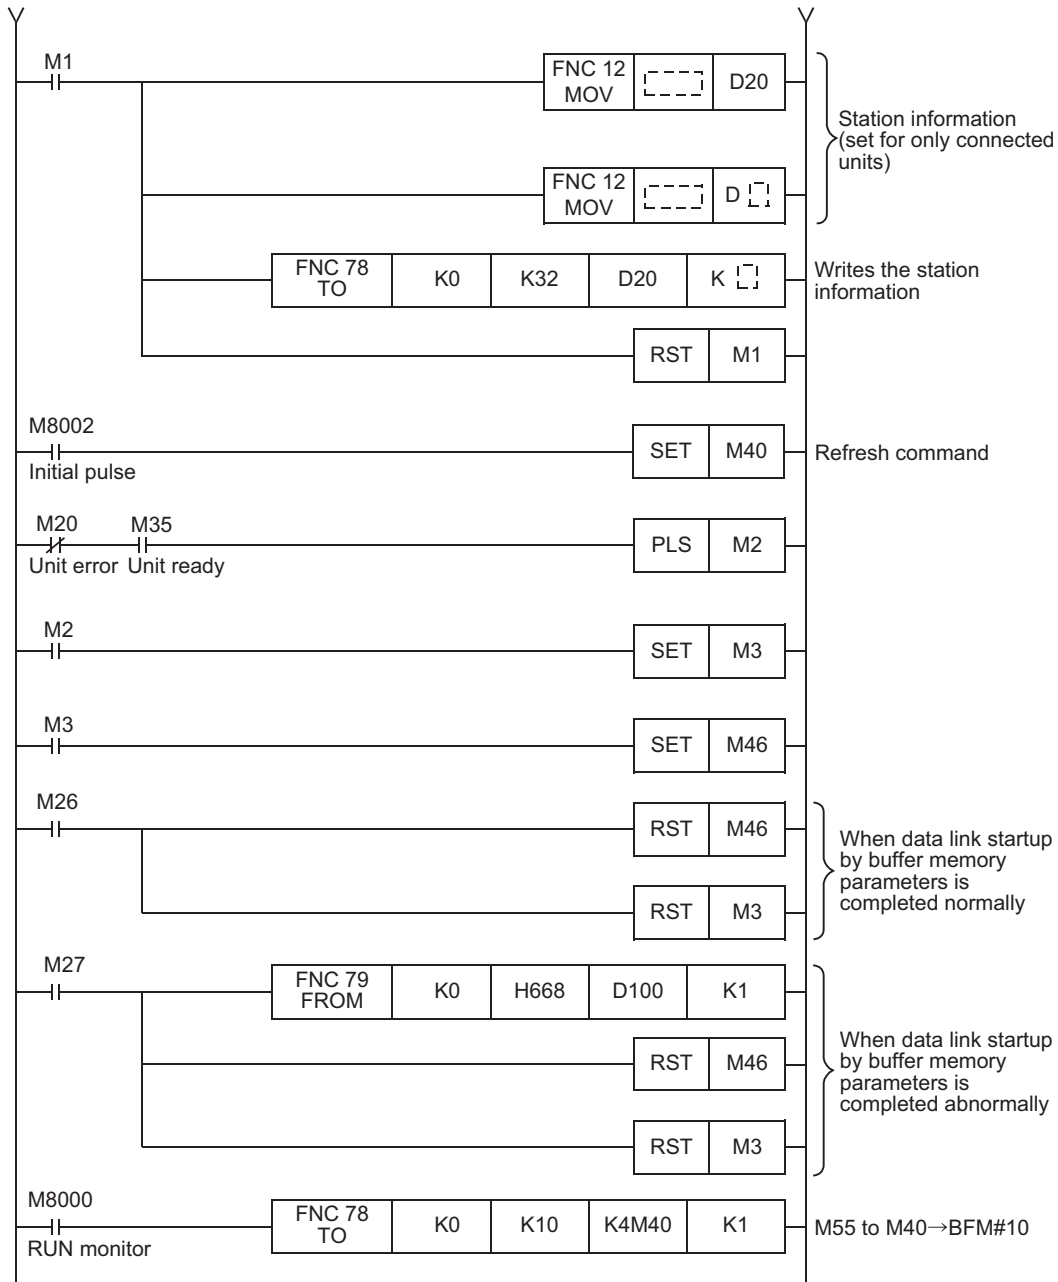 M1
FNC 12
MOV
D20
Station information
(set for only connected
units)
FNC 12
MOV
D
FNC 78
TO
K0
K32
D20
K
Writes the station
information
RST
M1
M8002
Initial pulse
SET
M40
Refresh command
M20
M35
Unit error
Unit ready
PLS
M2
M2
SET
M3
M3
SET
M46
M26
RST
M46
When data link startup
by buffer memory
parameters is
completed normally
RST
M3
M27
FNC 79
FROM
K0
H668
D100
K1
When data link startup
by buffer memory
parameters is
completed abnormally
RST
M46
RST
M3
M8000
RUN monitor
FNC 78
TO
K0
K10
K4M40
K1
M55 to M40→BFM#10